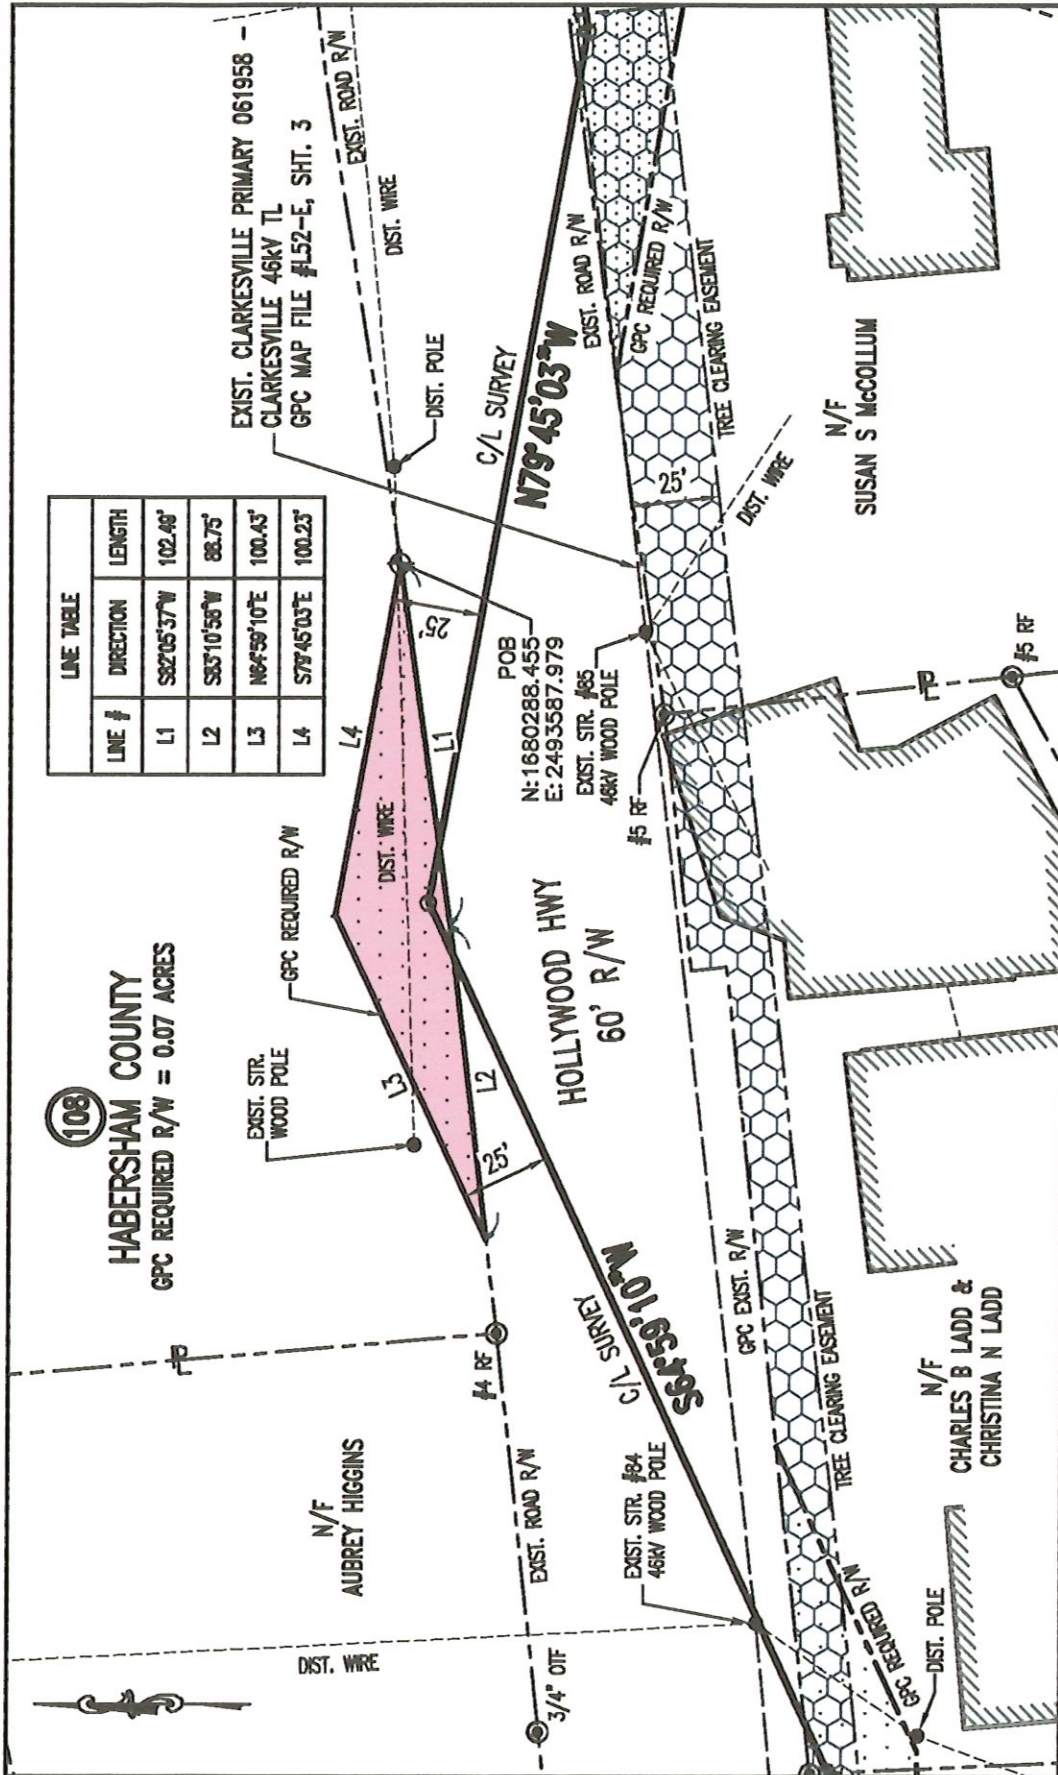 108
HABERSHAM COUNTY
GPC REQUIRED R/W = 0.07 ACRES
LINE TABLE
LINE # DIRECTION LENGTH
L1 S82°05'37"W 102.49'
L2 S83°10'58"W 88.75'
L3 N64°59'10"E 100.43'
L4 S79°45'03"E 100.23'
EXIST. CLARKESVILLE PRIMARY 061958 -
CLARKESVILLE 46kV TL
GPC MAP FILE #L52-E, SHT. 3
EXIST. ROAD R/W
DIST. WIRE
DIST. POLE
N/F
AUBREY HIGGINS
DIST. WIRE
#4 RF
EXIST. ROAD R/W
3/4" OTF
EXIST. STR.
WOOD POLE
GPC REQUIRED R/W
L3
L4
DIST. WIRE
L2
L1
25'
25'
C/L SURVEY
N79°45'03"W
C/L SURVEY
S64°59'10"W
POB
N:1680288.455
E: 2493587.979
EXIST. STR. #85
46kV WOOD POLE
#5 RF
HOLLYWOOD HWY
60' R/W
EXIST. STR. #84
46kV WOOD POLE
GPC EXIST. R/W
EXIST. ROAD R/W
GPC REQUIRED R/W
TREE CLEARING EASEMENT
25'
DIST. WIRE
N/F
SUSAN S McCOLLUM
#5 RF
TREE CLEARING EASEMENT
N/F
CHARLES B LADD &
CHRISTINA N LADD
GPC REQUIRED R/W
DIST. POLE